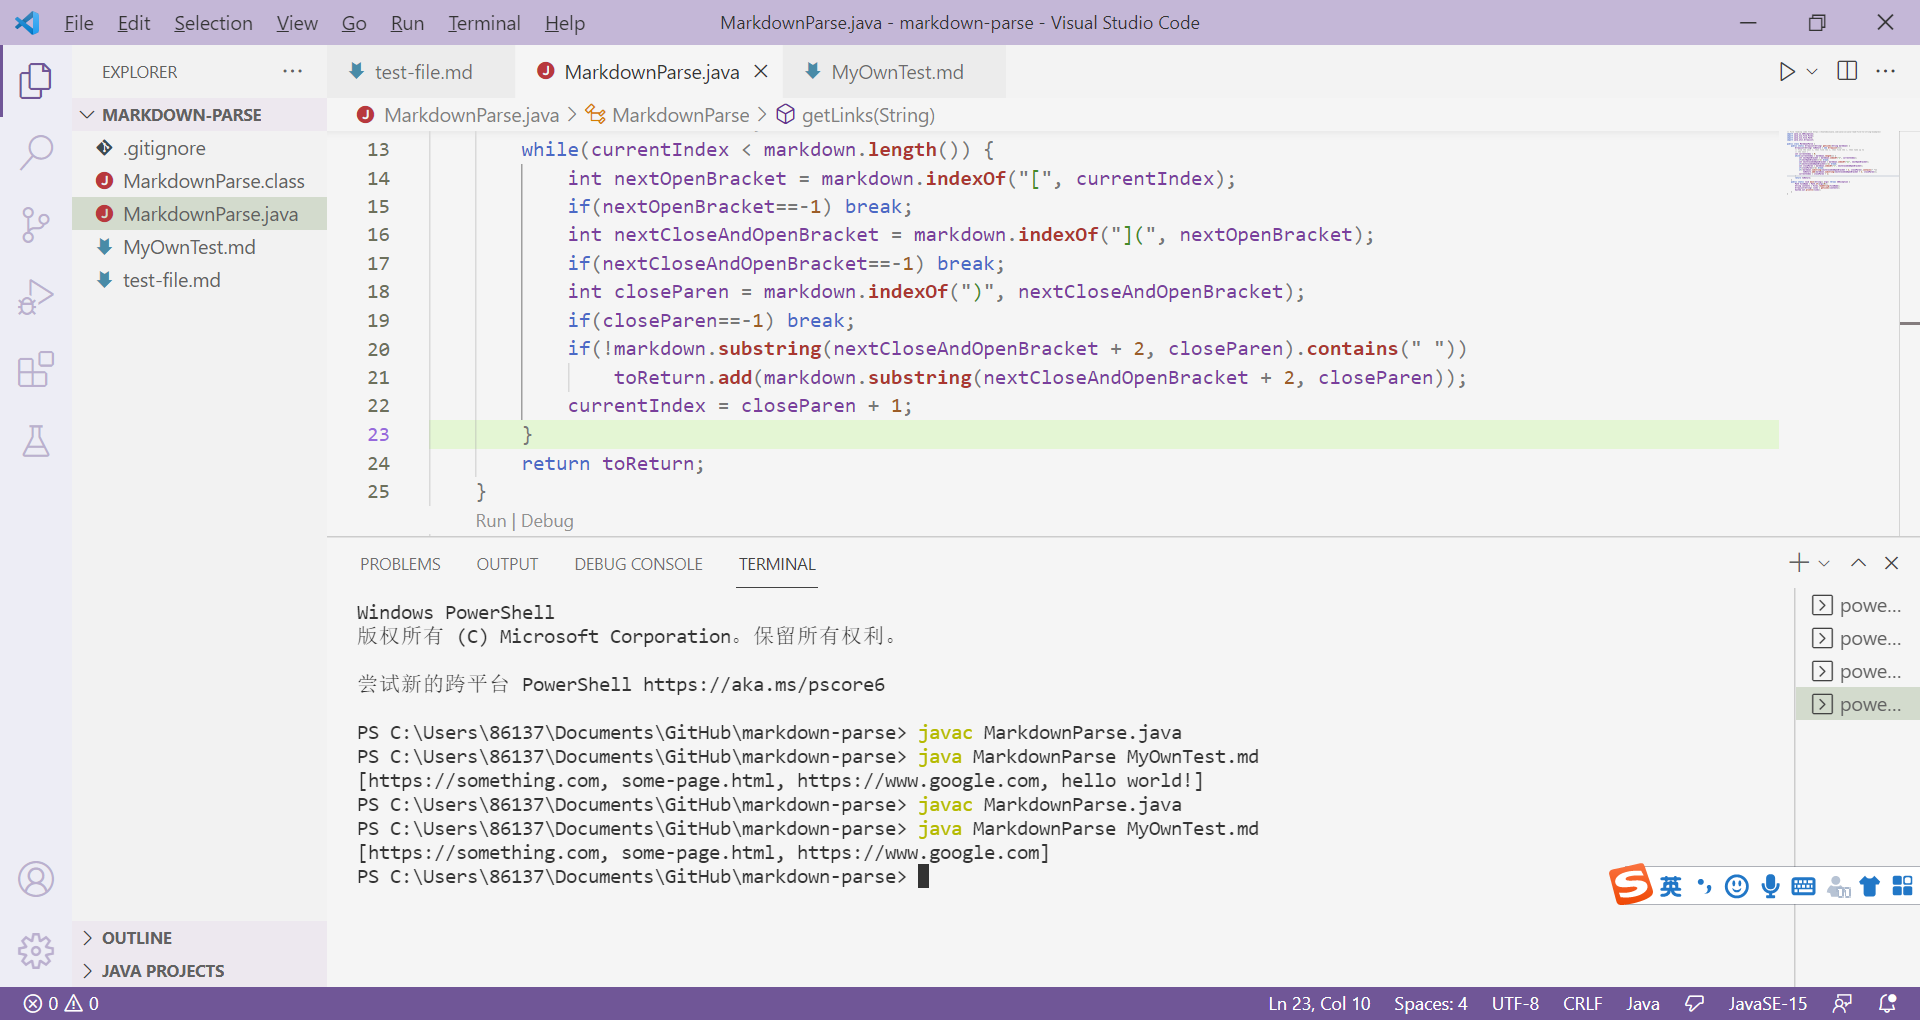 File Edit Selection View Go Run Terminal Help MarkdownParse.java - markdown-parse - Visual Studio Code
EXPLORER
test-file.md MarkdownParse.java MyOwnTest.md
MARKDOWN-PARSE
.gitignore
MarkdownParse.class
MarkdownParse.java
MyOwnTest.md
test-file.md
MarkdownParse.java > MarkdownParse > getLinks(String)
13 while(currentIndex < markdown.length()) {
14 int nextOpenBracket = markdown.indexOf("[", currentIndex);
15 if(nextOpenBracket==-1) break;
16 int nextCloseAndOpenBracket = markdown.indexOf("](", nextOpenBracket);
17 if(nextCloseAndOpenBracket==-1) break;
18 int closeParen = markdown.indexOf(")", nextCloseAndOpenBracket);
19 if(closeParen==-1) break;
20 if(!markdown.substring(nextCloseAndOpenBracket + 2, closeParen).contains(" "))
21 toReturn.add(markdown.substring(nextCloseAndOpenBracket + 2, closeParen));
22 currentIndex = closeParen + 1;
23 }
24 return toReturn;
25 }
Run | Debug
PROBLEMS OUTPUT DEBUG CONSOLE TERMINAL
Windows PowerShell
版权所有 (C) Microsoft Corporation。保留所有权利。
尝试新的跨平台 PowerShell https://aka.ms/pscore6
PS C:\Users\86137\Documents\GitHub\markdown-parse> javac MarkdownParse.java
PS C:\Users\86137\Documents\GitHub\markdown-parse> java MarkdownParse MyOwnTest.md
[https://something.com, some-page.html, https://www.google.com, hello world!]
PS C:\Users\86137\Documents\GitHub\markdown-parse> javac MarkdownParse.java
PS C:\Users\86137\Documents\GitHub\markdown-parse> java MarkdownParse MyOwnTest.md
[https://something.com, some-page.html, https://www.google.com]
PS C:\Users\86137\Documents\GitHub\markdown-parse>
powe...
powe...
powe...
powe...
英
OUTLINE
JAVA PROJECTS
0 0 Ln 23, Col 10 Spaces: 4 UTF-8 CRLF Java JavaSE-15